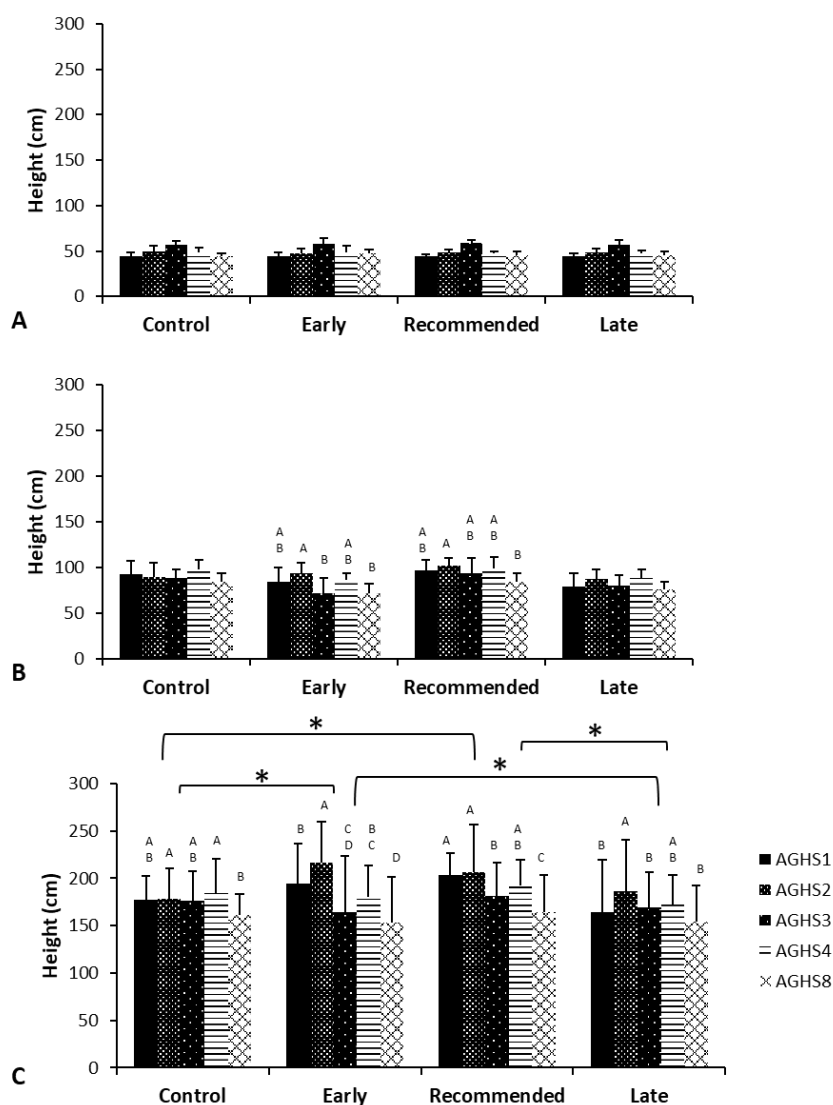 300
250
200
150
100
50
0
Height (cm)
Control Early Recommended Late
A
300
250
200
150
100
50
0
Height (cm)
A A A A
B A B B B B A B B B
Control Early Recommended Late
B
* *
* *
300
250
200
150
100
50
0
Height (cm)
A B A A B A B
B A C D B C D
A A B A B C
B A B A B B
Control Early Recommended Late
C
AGHS1
AGHS2
AGHS3
AGHS4
AGHS8